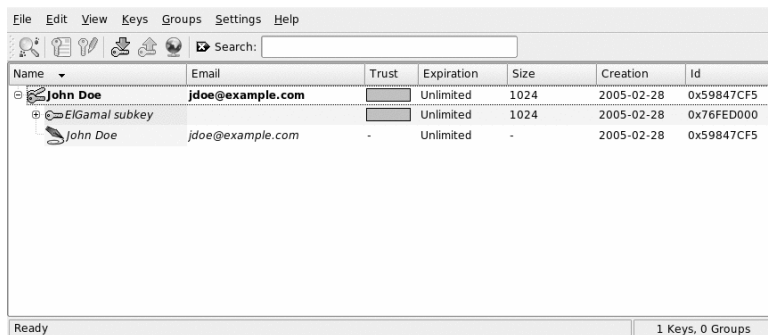 File Edit View Keys Groups Settings Help
Search:
Name Email Trust Expiration Size Creation Id
John Doe jdoe@example.com Unlimited 1024 2005-02-28 0x59847CF5
ElGamal subkey Unlimited 1024 2005-02-28 0x76FED000
John Doe jdoe@example.com - Unlimited - 2005-02-28 0x59847CF5
Ready 1 Keys, 0 Groups